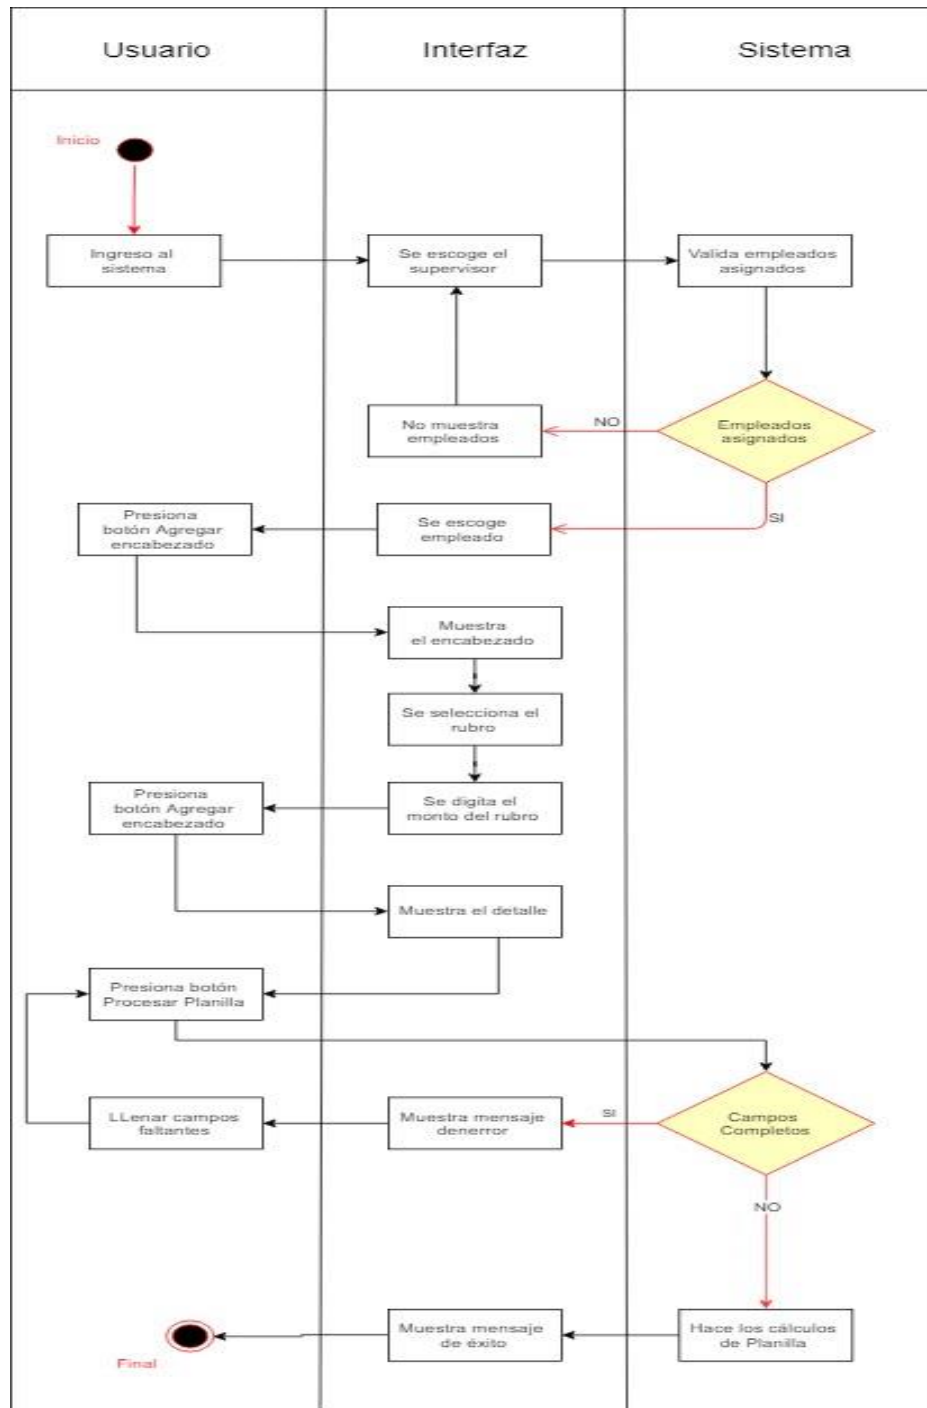 Usuario
Interfaz
Sistema
Inicio
Ingreso al
sistema
Se escoge el
supervisor
Valida empleados
asignados
No muestra
empleados
NO
Empleados
asignados
SI
Presiona
botón Agregar
encabezado
Se escoge
empleado
Muestra
el encabezado
Se selecciona el
rubro
Presiona
botón Agregar
encabezado
Se digita el
monto del rubro
Muestra el detalle
Presiona botón
Procesar Planilla
LLenar campos
faltantes
Muestra mensaje
denerror
SI
Campos
Completos
NO
Muestra mensaje
de éxito
Hace los cálculos
de Planilla
Final